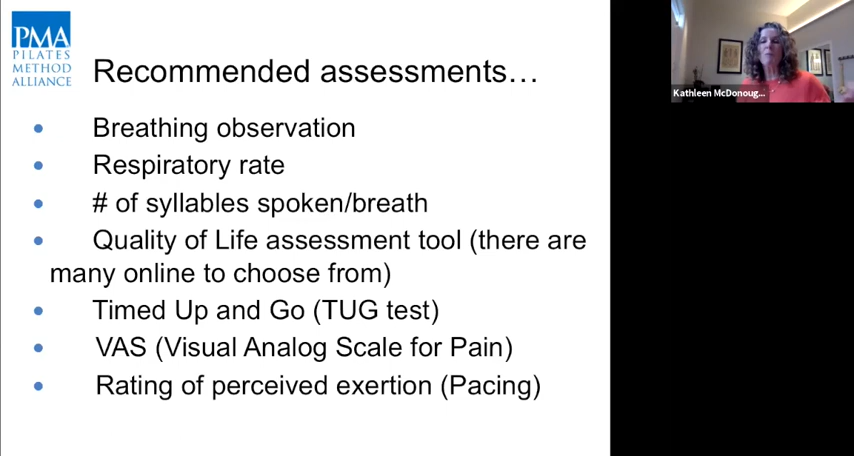 PMA
PILATES
METHOD
ALLIANCE
Recommended assessments…
• Breathing observation
• Respiratory rate
• # of syllables spoken/breath
• Quality of Life assessment tool (there are
many online to choose from)
• Timed Up and Go (TUG test)
• VAS (Visual Analog Scale for Pain)
• Rating of perceived exertion (Pacing)
Kathleen McDonoug...